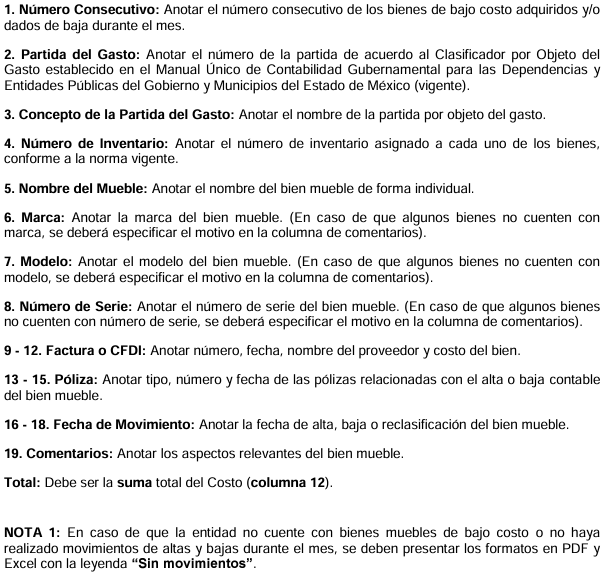 1. Número Consecutivo: Anotar el número consecutivo de los bienes de bajo costo adquiridos y/o
dados de baja durante el mes.
2. Partida del Gasto: Anotar el número de la partida de acuerdo al Clasificador por Objeto del
Gasto establecido en el Manual Único de Contabilidad Gubernamental para las Dependencias y
Entidades Públicas del Gobierno y Municipios del Estado de México (vigente).
3. Concepto de la Partida del Gasto: Anotar el nombre de la partida por objeto del gasto.
4. Número de Inventario: Anotar el número de inventario asignado a cada uno de los bienes,
conforme a la norma vigente.
5. Nombre del Mueble: Anotar el nombre del bien mueble de forma individual.
6. Marca: Anotar la marca del bien mueble. (En caso de que algunos bienes no cuenten con
marca, se deberá especificar el motivo en la columna de comentarios).
7. Modelo: Anotar el modelo del bien mueble. (En caso de que algunos bienes no cuenten con
modelo, se deberá especificar el motivo en la columna de comentarios).
8. Número de Serie: Anotar el número de serie del bien mueble. (En caso de que algunos bienes
no cuenten con número de serie, se deberá especificar el motivo en la columna de comentarios).
9 - 12. Factura o CFDI: Anotar número, fecha, nombre del proveedor y costo del bien.
13 - 15. Póliza: Anotar tipo, número y fecha de las pólizas relacionadas con el alta o baja contable
del bien mueble.
16 - 18. Fecha de Movimiento: Anotar la fecha de alta, baja o reclasificación del bien mueble.
19. Comentarios: Anotar los aspectos relevantes del bien mueble.
Total: Debe ser la suma total del Costo (columna 12).
NOTA 1: En caso de que la entidad no cuente con bienes muebles de bajo costo o no haya
realizado movimientos de altas y bajas durante el mes, se deben presentar los formatos en PDF y
Excel con la leyenda “Sin movimientos”.